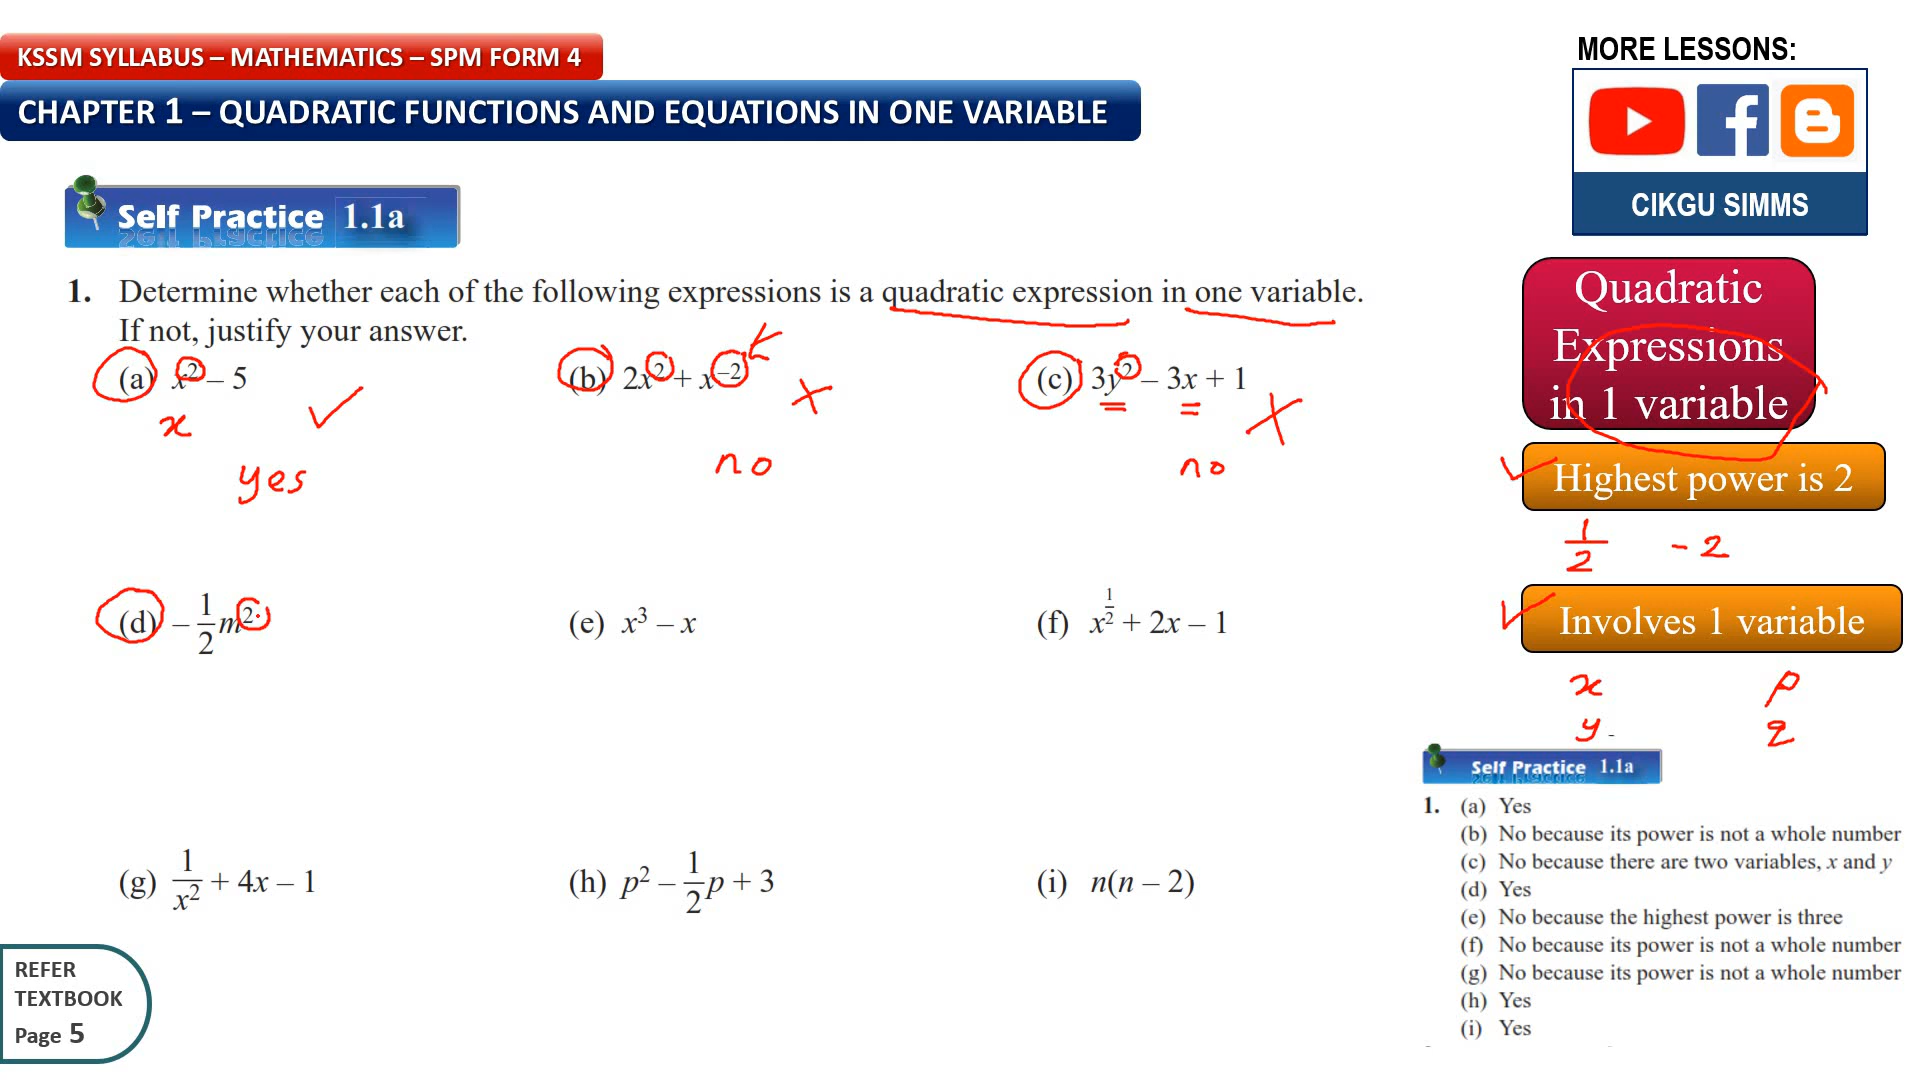 KSSM SYLLABUS – MATHEMATICS – SPM FORM 4
CHAPTER 1 – QUADRATIC FUNCTIONS AND EQUATIONS IN ONE VARIABLE
MORE LESSONS:
CIKGU SIMMS
Self Practice 1.1a
1. Determine whether each of the following expressions is a quadratic expression in one variable.
If not, justify your answer.
(a) x² – 5
x ✓
yes
(b) 2x² + x⁻²
no
(c) 3y² – 3x + 1
no
(d) – 1/2 m²
(e) x³ – x
(f) x^(1/2) + 2x – 1
(g) 1/x² + 4x – 1
(h) p² – 1/2 p + 3
(i) n(n – 2)
Quadratic
Expressions
in 1 variable
Highest power is 2
1/2 -2
Involves 1 variable
x p
y q
Self Practice 1.1a
1. (a) Yes
(b) No because its power is not a whole number
(c) No because there are two variables, x and y
(d) Yes
(e) No because the highest power is three
(f) No because its power is not a whole number
(g) No because its power is not a whole number
(h) Yes
(i) Yes
REFER
TEXTBOOK
Page 5